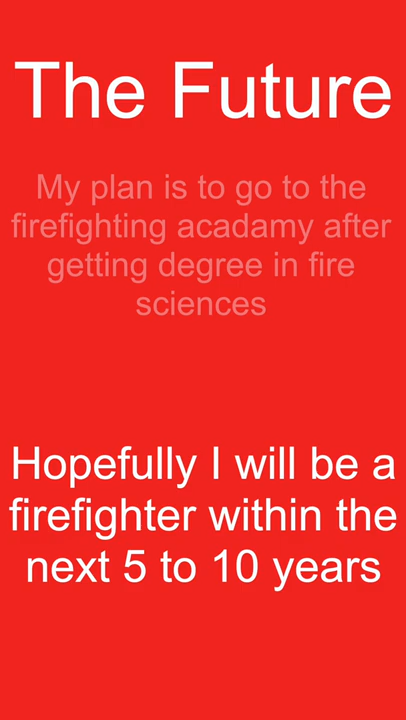 The Future
My plan is to go to the
firefighting acadamy after
getting degree in fire
sciences
Hopefully I will be a
firefighter within the
next 5 to 10 years